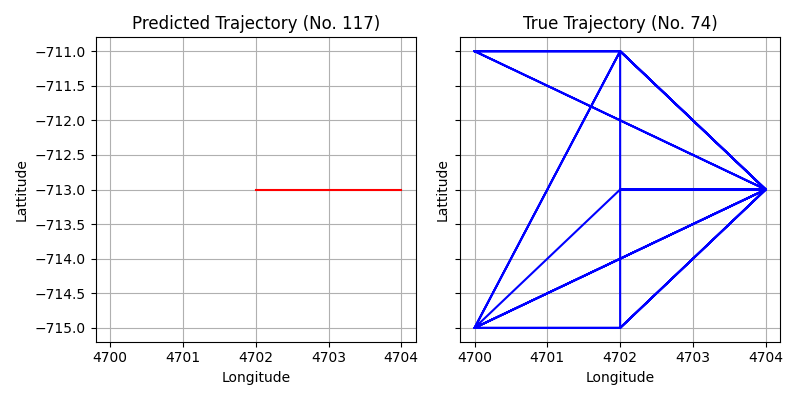 Predicted Trajectory (No. 117)
True Trajectory (No. 74)
Lattitude
−711.0
−711.5
−712.0
−712.5
−713.0
−713.5
−714.0
−714.5
−715.0
4700 4701 4702 4703 4704
Longitude
Lattitude
4700 4701 4702 4703 4704
Longitude